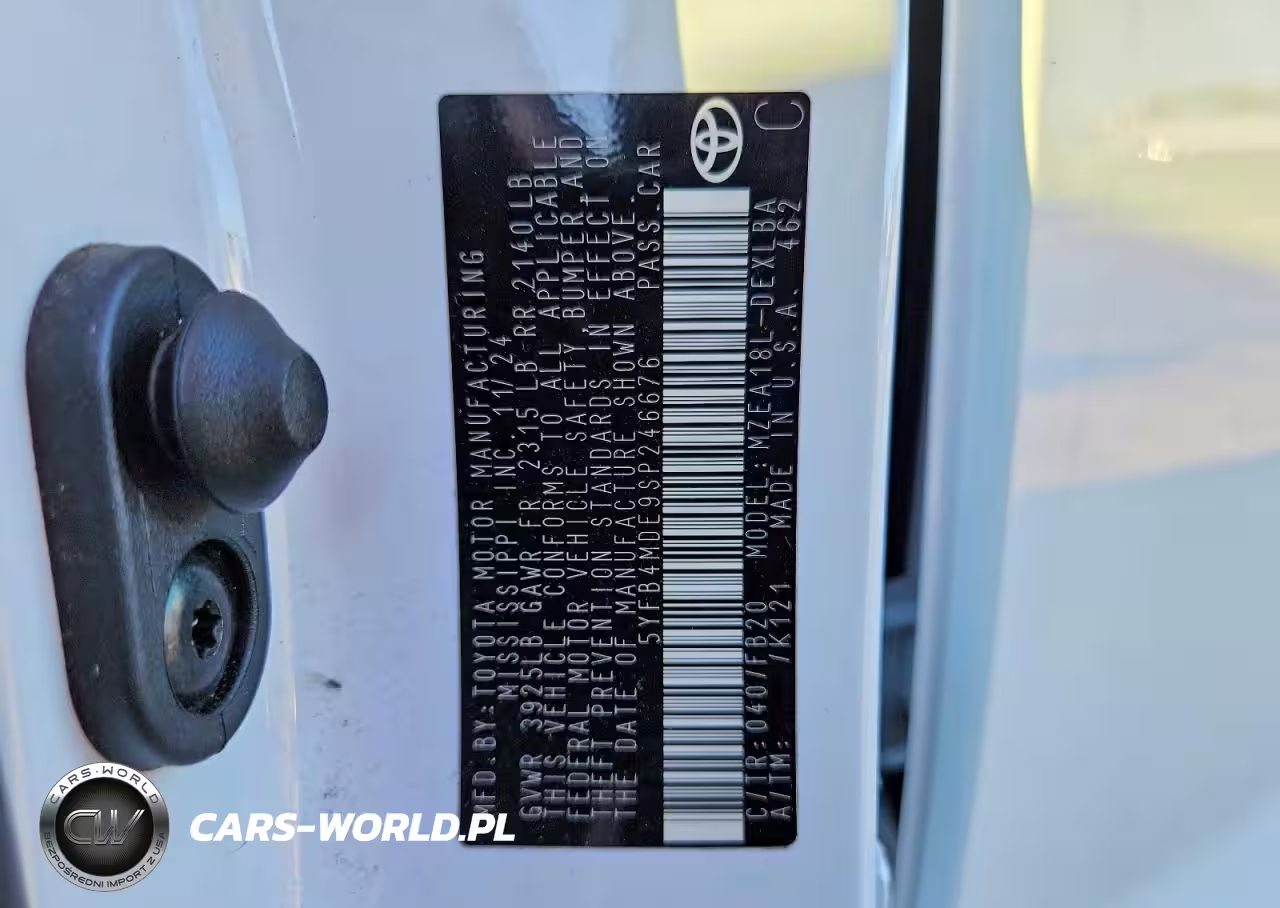 MFD.BY:TOYOTA MOTOR MANUFACTURING
MISSISSIPPI INC. 11/24
GVWR 3925LB GAWR FR 2315 LB RR 2140LB
THIS VEHICLE CONFORMS TO ALL APPLICABLE
FEDERAL MOTOR VEHICLE SAFETY, BUMPER, AND
THEFT PREVENTION STANDARDS IN EFFECT ON
THE DATE OF MANUFACTURE SHOWN ABOVE.
5YFB4MDE9SP246676 PASS.CAR
C/TR:040/FB20 MODEL:MZEA18L-DEXLBA
A/TM: /K121 MADE IN U.S.A. 462
C
CARS-WORLD
CW
BEZPOŚREDNI IMPORT Z USA
CARS-WORLD.PL